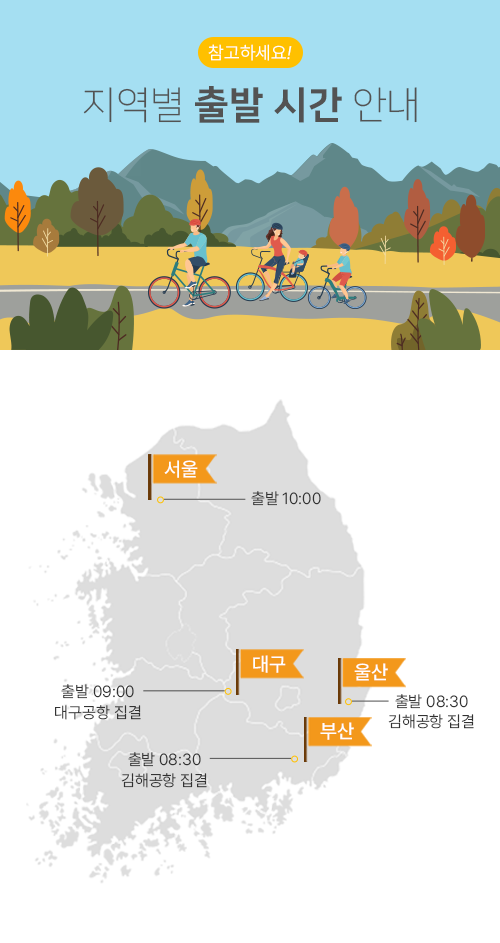 참고하세요!
지역별 출발 시간 안내
서울
출발 10:00
대구
출발 09:00
대구공항 집결
울산
출발 08:30
김해공항 집결
부산
출발 08:30
김해공항 집결